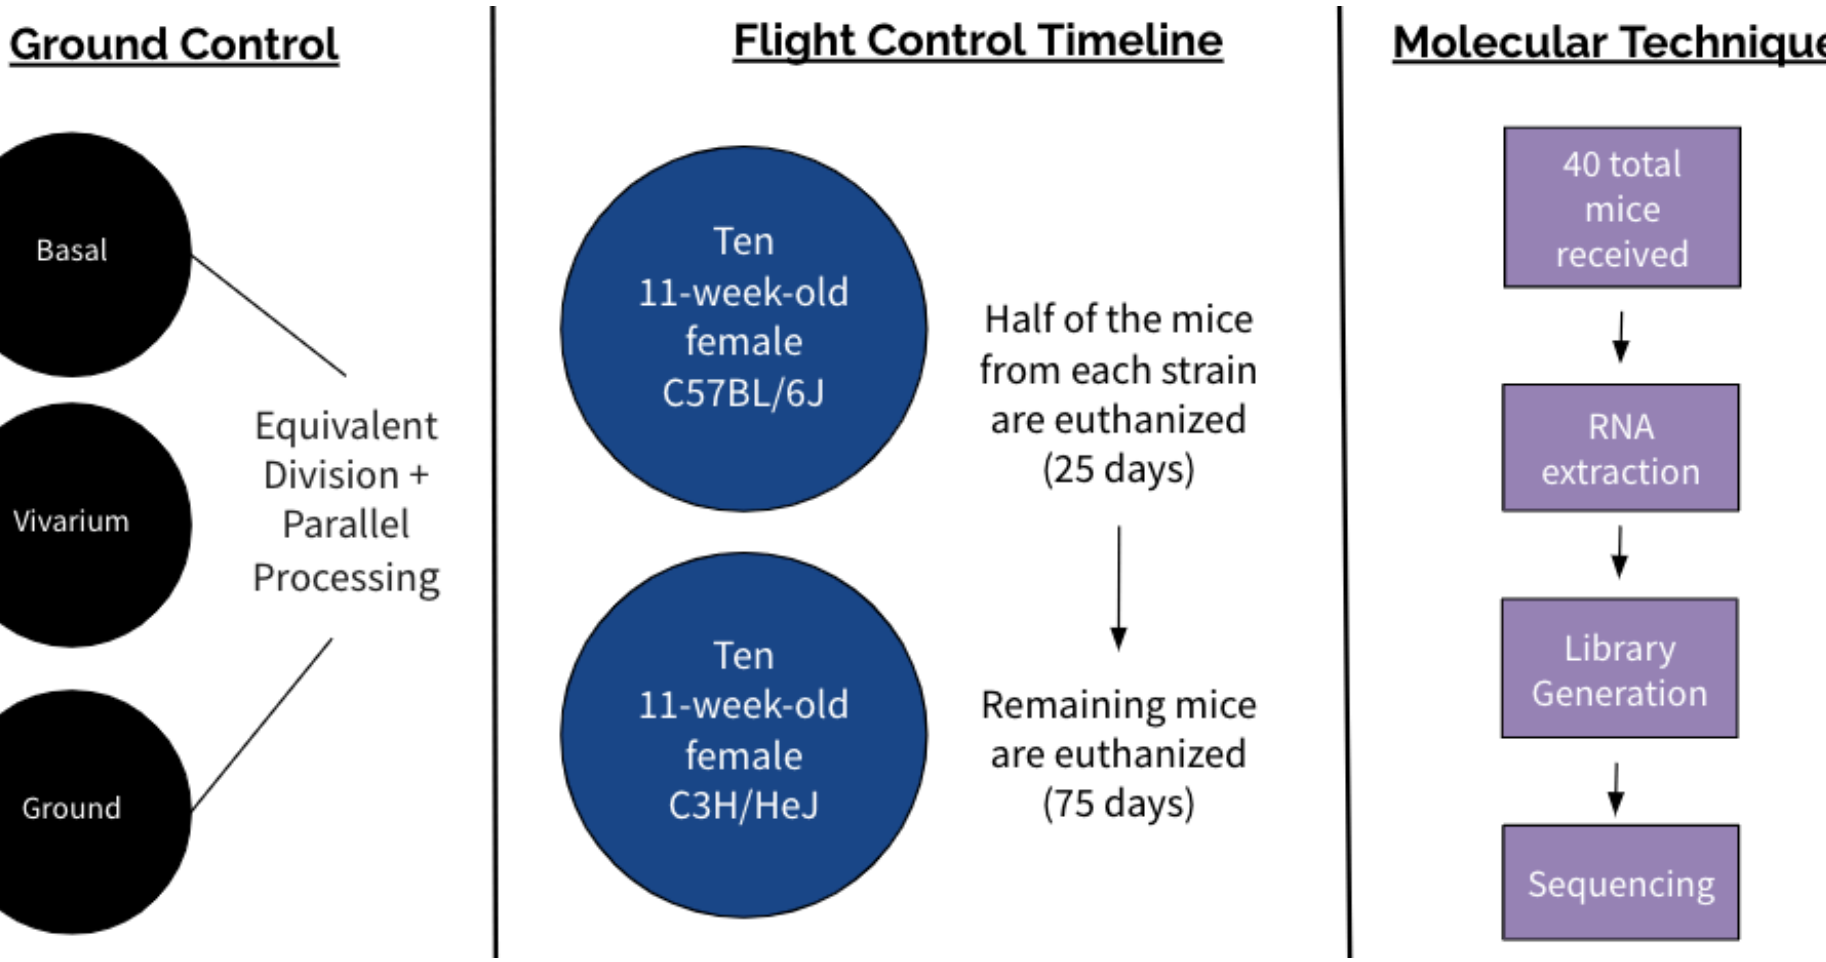 Ground Control
Basal
Vivarium
Ground
Equivalent
Division +
Parallel
Processing
Flight Control Timeline
Ten
11-week-old
female
C57BL/6J
Ten
11-week-old
female
C3H/HeJ
Half of the mice
from each strain
are euthanized
(25 days)
Remaining mice
are euthanized
(75 days)
Molecular Technique
40 total
mice
received
RNA
extraction
Library
Generation
Sequencing